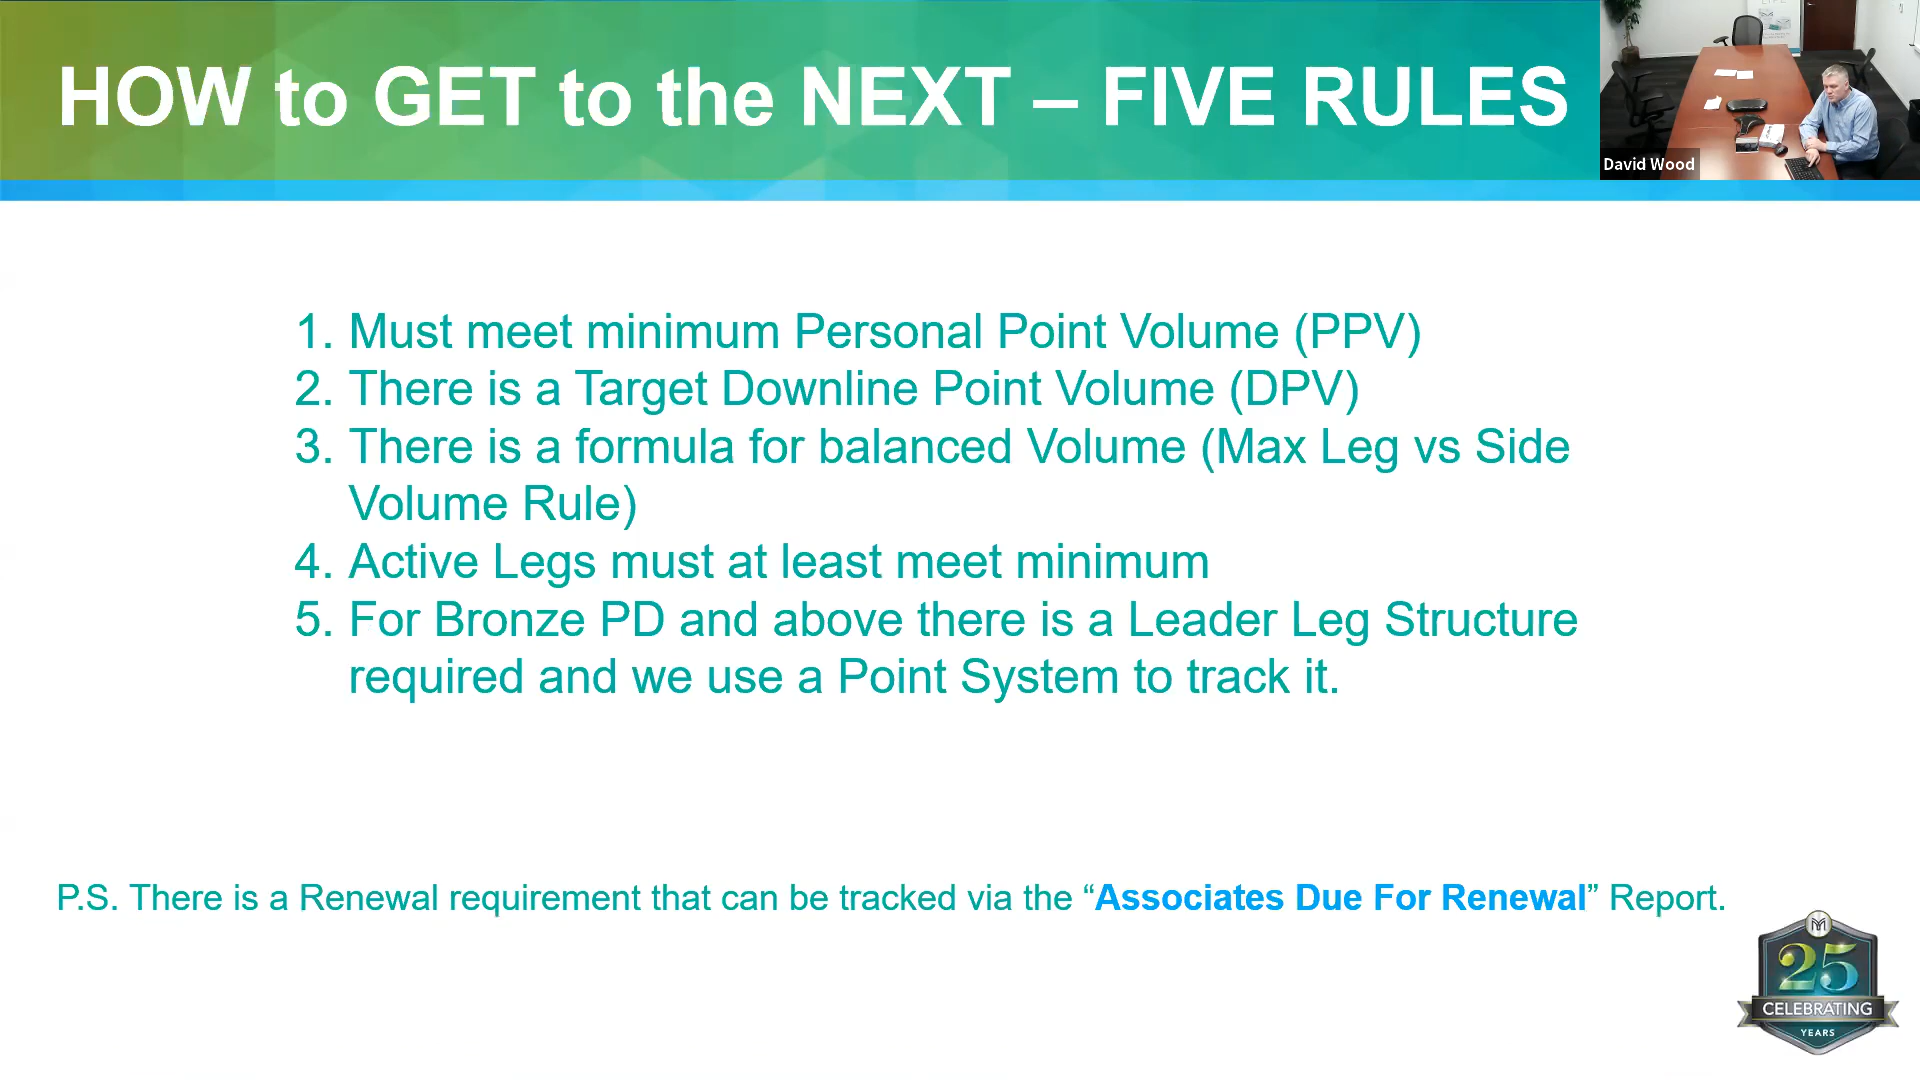 HOW to GET to the NEXT – FIVE RULES
David Wood
1. Must meet minimum Personal Point Volume (PPV)
2. There is a Target Downline Point Volume (DPV)
3. There is a formula for balanced Volume (Max Leg vs Side
Volume Rule)
4. Active Legs must at least meet minimum
5. For Bronze PD and above there is a Leader Leg Structure
required and we use a Point System to track it.
P.S. There is a Renewal requirement that can be tracked via the “Associates Due For Renewal” Report.
25
CELEBRATING
YEARS